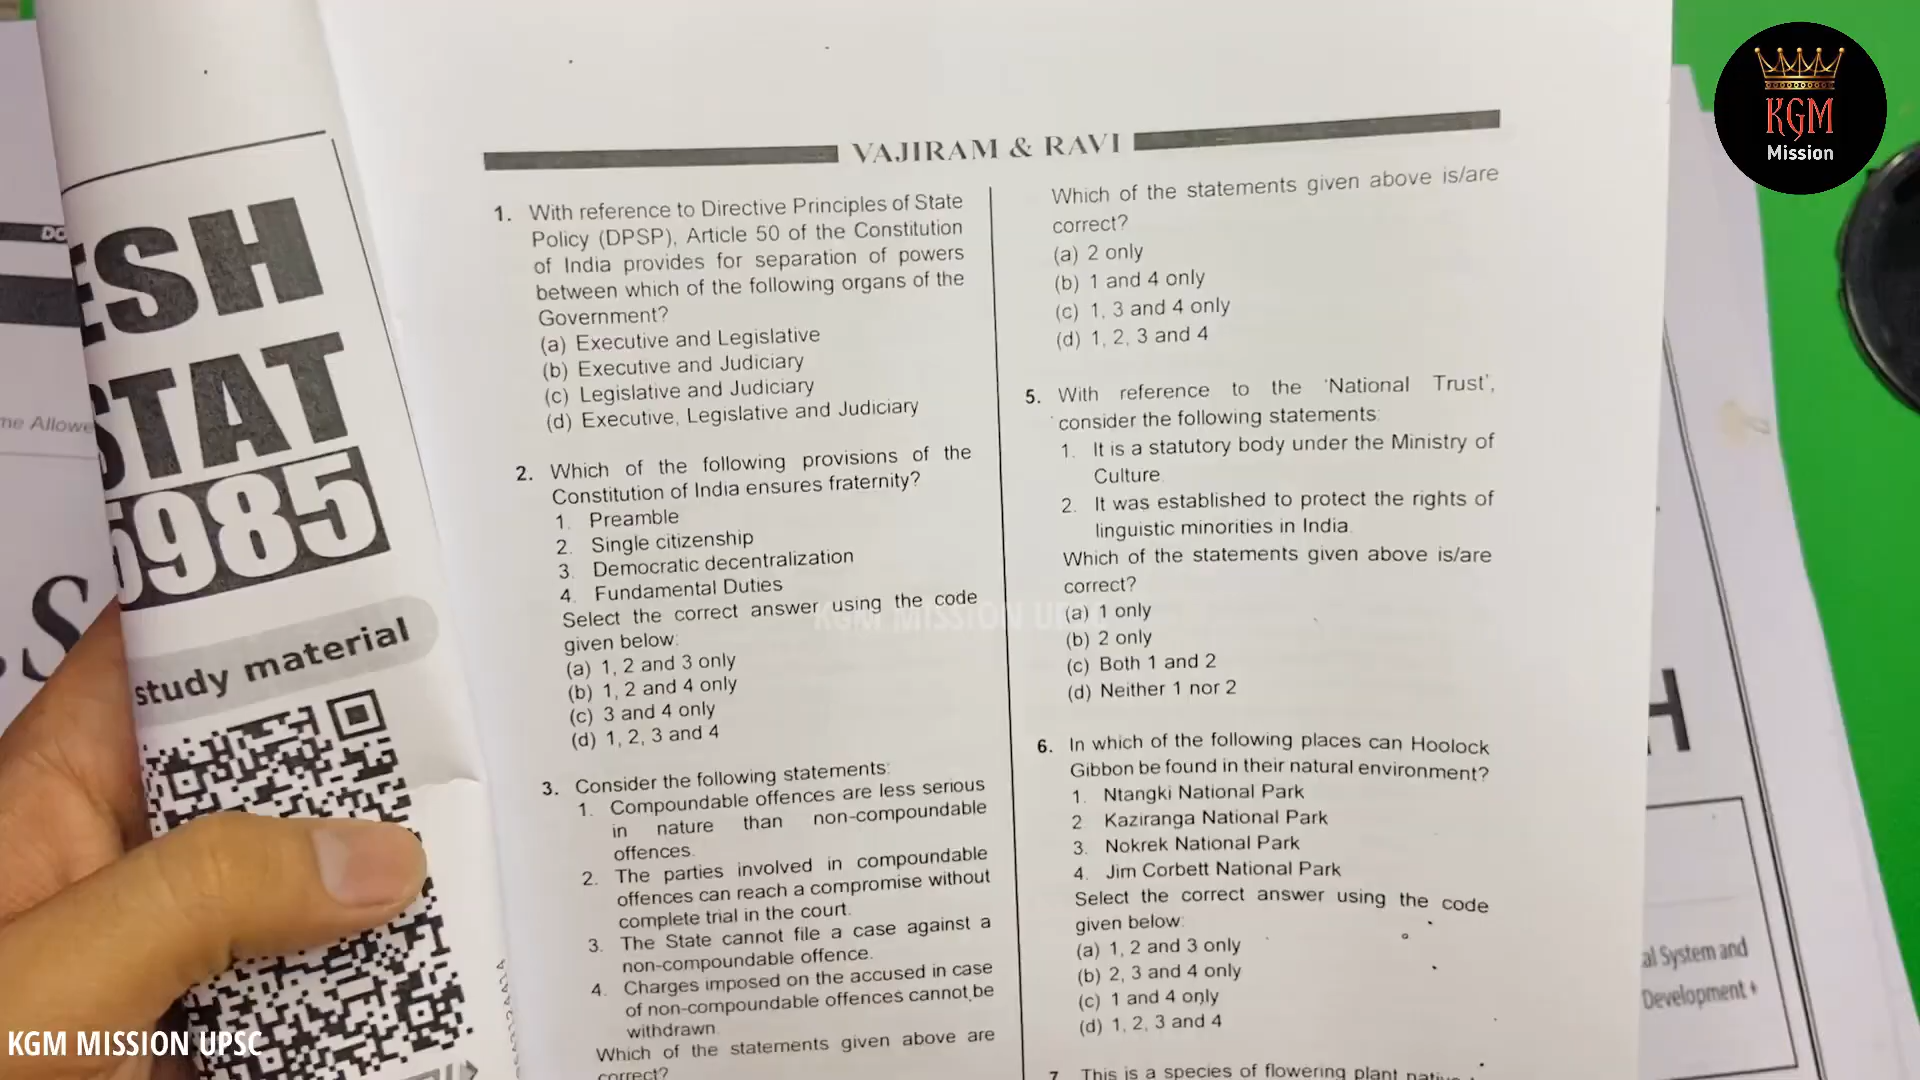 KGM
Mission
VAJIRAM & RAVI
1. With reference to Directive Principles of State
Policy (DPSP), Article 50 of the Constitution
of India provides for separation of powers
between which of the following organs of the
Government?
(a) Executive and Legislative
(b) Executive and Judiciary
(c) Legislative and Judiciary
(d) Executive, Legislative and Judiciary
2. Which of the following provisions of the
Constitution of India ensures fraternity?
1. Preamble
2. Single citizenship
3. Democratic decentralization
4. Fundamental Duties
Select the correct answer using the code
given below:
(a) 1, 2 and 3 only
(b) 1, 2 and 4 only
(c) 3 and 4 only
(d) 1, 2, 3 and 4
3. Consider the following statements:
1. Compoundable offences are less serious
in nature than non-compoundable
offences.
2. The parties involved in compoundable
offences can reach a compromise without
complete trial in the court.
3. The State cannot file a case against a
non-compoundable offence.
4. Charges imposed on the accused in case
of non-compoundable offences cannot be
withdrawn
Which of the statements given above are
correct?
Which of the statements given above is/are
correct?
(a) 2 only
(b) 1 and 4 only
(c) 1, 3 and 4 only
(d) 1, 2, 3 and 4
5. With reference to the 'National Trust',
consider the following statements:
1. It is a statutory body under the Ministry of
Culture.
2. It was established to protect the rights of
linguistic minorities in India.
Which of the statements given above is/are
correct?
(a) 1 only
(b) 2 only
(c) Both 1 and 2
(d) Neither 1 nor 2
6. In which of the following places can Hoolock
Gibbon be found in their natural environment?
1. Ntangki National Park
2 Kaziranga National Park
3. Nokrek National Park
4. Jim Corbett National Park
Select the correct answer using the code
given below:
(a) 1, 2 and 3 only
(b) 2, 3 and 4 only
(c) 1 and 4 only
(d) 1, 2, 3 and 4
7 This is a species of flowering plant
ESH
STAT
5985
study material
me Allowe
al System and
Development +
KGM MISSION UPSC
KGM MISSION UPSC